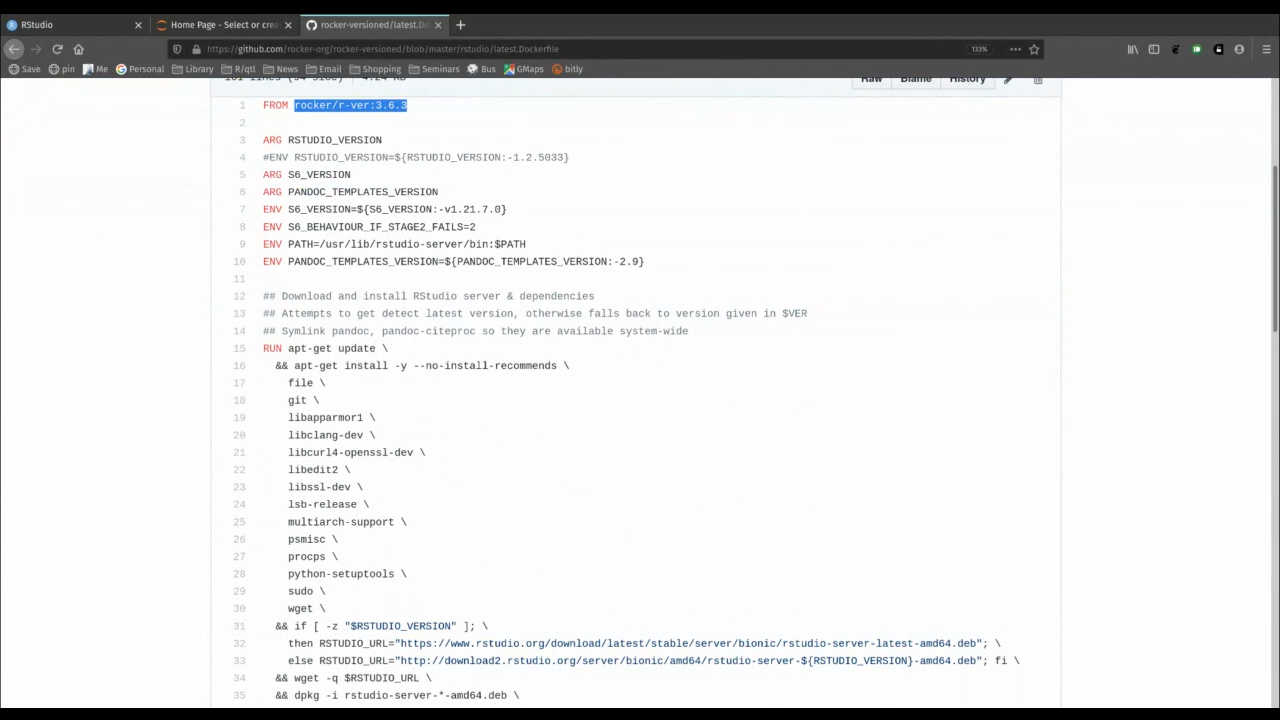 RStudio
Home Page - Select or crea
rocker-versioned/latest.Do
https://github.com/rocker-org/rocker-versioned/blob/master/rstudio/latest.Dockerfile
133%
Save
pin
Me
Personal
Library
R/qtl
News
Email
Shopping
Seminars
Bus
GMaps
bitly
Raw
Blame
History
1 FROM rocker/r-ver:3.6.3
2
3 ARG RSTUDIO_VERSION
4 #ENV RSTUDIO_VERSION=${RSTUDIO_VERSION:-1.2.5033}
5 ARG S6_VERSION
6 ARG PANDOC_TEMPLATES_VERSION
7 ENV S6_VERSION=${S6_VERSION:-v1.21.7.0}
8 ENV S6_BEHAVIOUR_IF_STAGE2_FAILS=2
9 ENV PATH=/usr/lib/rstudio-server/bin:$PATH
10 ENV PANDOC_TEMPLATES_VERSION=${PANDOC_TEMPLATES_VERSION:-2.9}
11
12 ## Download and install RStudio server & dependencies
13 ## Attempts to get detect latest version, otherwise falls back to version given in $VER
14 ## Symlink pandoc, pandoc-citeproc so they are available system-wide
15 RUN apt-get update \
16 && apt-get install -y --no-install-recommends \
17 file \
18 git \
19 libapparmor1 \
20 libclang-dev \
21 libcurl4-openssl-dev \
22 libedit2 \
23 libssl-dev \
24 lsb-release \
25 multiarch-support \
26 psmisc \
27 procps \
28 python-setuptools \
29 sudo \
30 wget \
31 && if [ -z "$RSTUDIO_VERSION" ]; \
32 then RSTUDIO_URL="https://www.rstudio.org/download/latest/stable/server/bionic/rstudio-server-latest-amd64.deb"; \
33 else RSTUDIO_URL="http://download2.rstudio.org/server/bionic/amd64/rstudio-server-${RSTUDIO_VERSION}-amd64.deb"; fi \
34 && wget -q $RSTUDIO_URL \
35 && dpkg -i rstudio-server-*-amd64.deb \